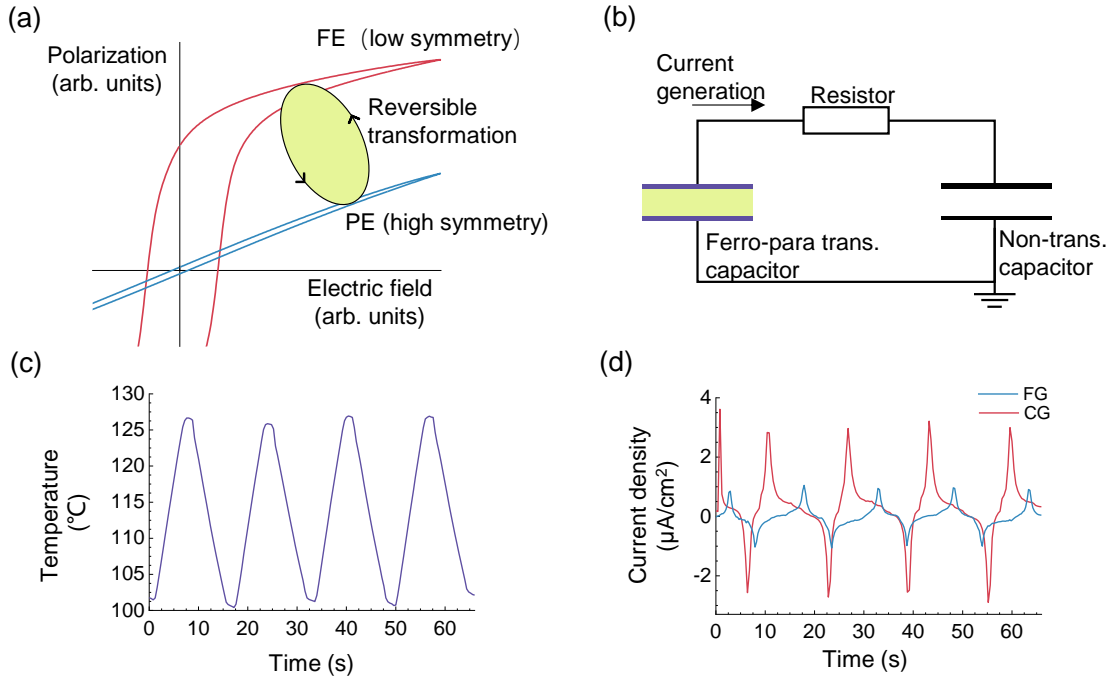 (a)
Polarization
(arb. units)
FE （low symmetry）
Reversible
transformation
PE (high symmetry)
Electric field
(arb. units)
(b)
Current
generation
Resistor
Ferro-para trans.
capacitor
Non-trans.
capacitor
(c)
130
125
120
115
110
105
100
Temperature
(℃)
0 10 20 30 40 50 60
Time (s)
(d)
4
2
0
-2
Current density
(μA/cm²)
FG
CG
0 10 20 30 40 50 60
Time (s)